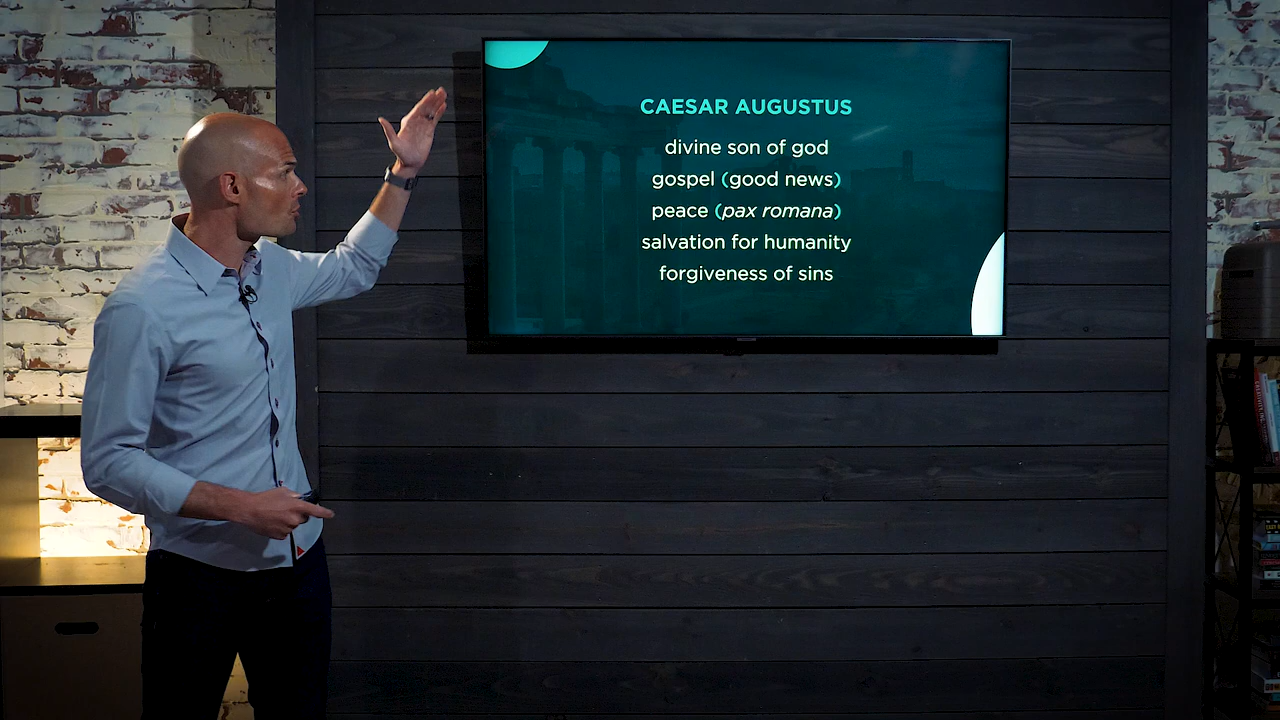 CAESAR AUGUSTUS
divine son of god
gospel (good news)
peace (pax romana)
salvation for humanity
forgiveness of sins